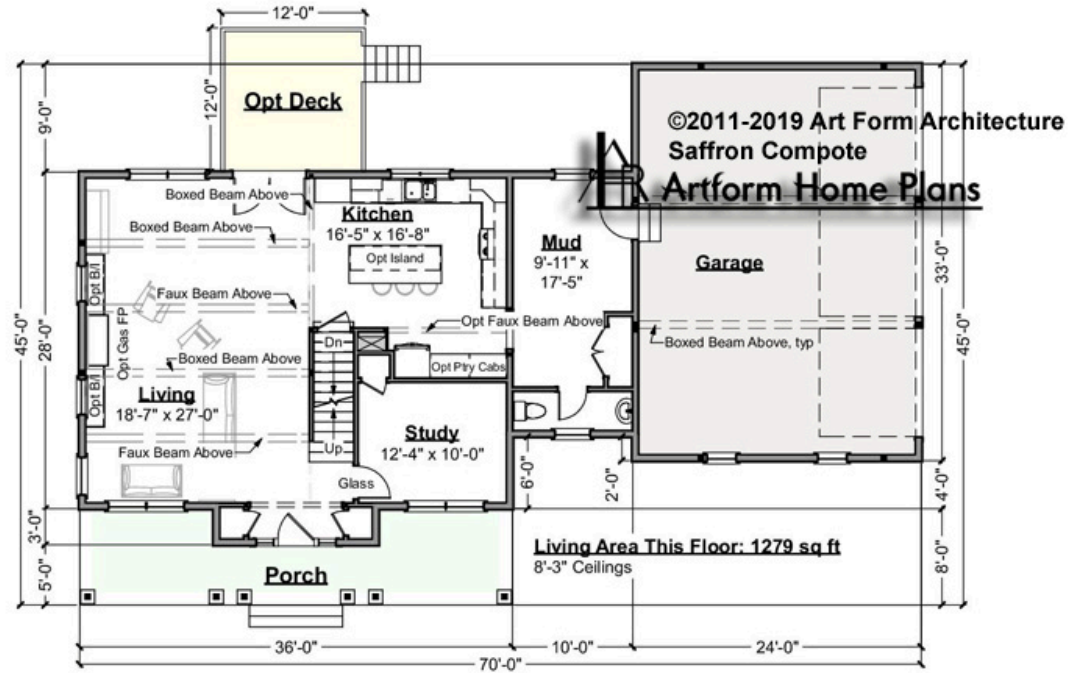 12'-0"
12'-0"
9'-0"
45'-0"
28'-0"
3'-0"
5'-0"
Opt Deck
©2011-2019 Art Form Architecture
Saffron Compote
Artform Home Plans
Boxed Beam Above
Kitchen
16'-5" x 16'-8"
Opt Island
Boxed Beam Above
Mud
9'-11" x
17'-5"
Garage
33'-0"
45'-0"
Opt B/I
Faux Beam Above
Opt Faux Beam Above
Opt Gas FP
Dn
Boxed Beam Above, typ
Boxed Beam Above
Opt Ptry Cabs
Opt B/I
Living
18'-7" x 27'-0"
Study
12'-4" x 10'-0"
Up
Faux Beam Above
Glass
6'-0"
2'-0"
4'-0"
Living Area This Floor: 1279 sq ft
8'-3" Ceilings
8'-0"
Porch
36'-0"
10'-0"
24'-0"
70'-0"